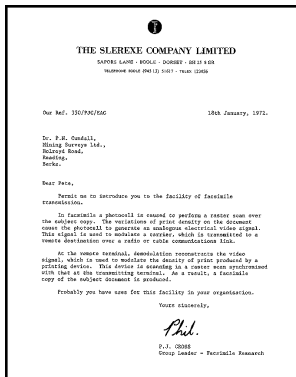 THE SLEREXE COMPANY LIMITED
SAPORS LANE - BOOLE - DORSET - BH 25 8 ER
TELEPHONE BOOLE (945 13) 51617 - TELEX 123456
Our Ref. 350/PJC/EAC
18th January, 1972.
Dr. P.N. Cundall,
Mining Surveys Ltd.,
Holroyd Road,
Reading,
Berks.
Dear Pete,
Permit me to introduce you to the facility of facsimile
transmission.
In facsimile a photocell is caused to perform a raster scan over
the subject copy. The variations of print density on the document
cause the photocell to generate an analogous electrical video signal.
This signal is used to modulate a carrier, which is transmitted to a
remote destination over a radio or cable communications link.
At the remote terminal, demodulation reconstructs the video
signal, which is used to modulate the density of print produced by a
printing device. This device is scanning in a raster scan synchronised
with that at the transmitting terminal. As a result, a facsimile
copy of the subject document is produced.
Probably you have uses for this facility in your organisation.
Yours sincerely,
Phil.
P.J. CROSS
Group Leader - Facsimile Research